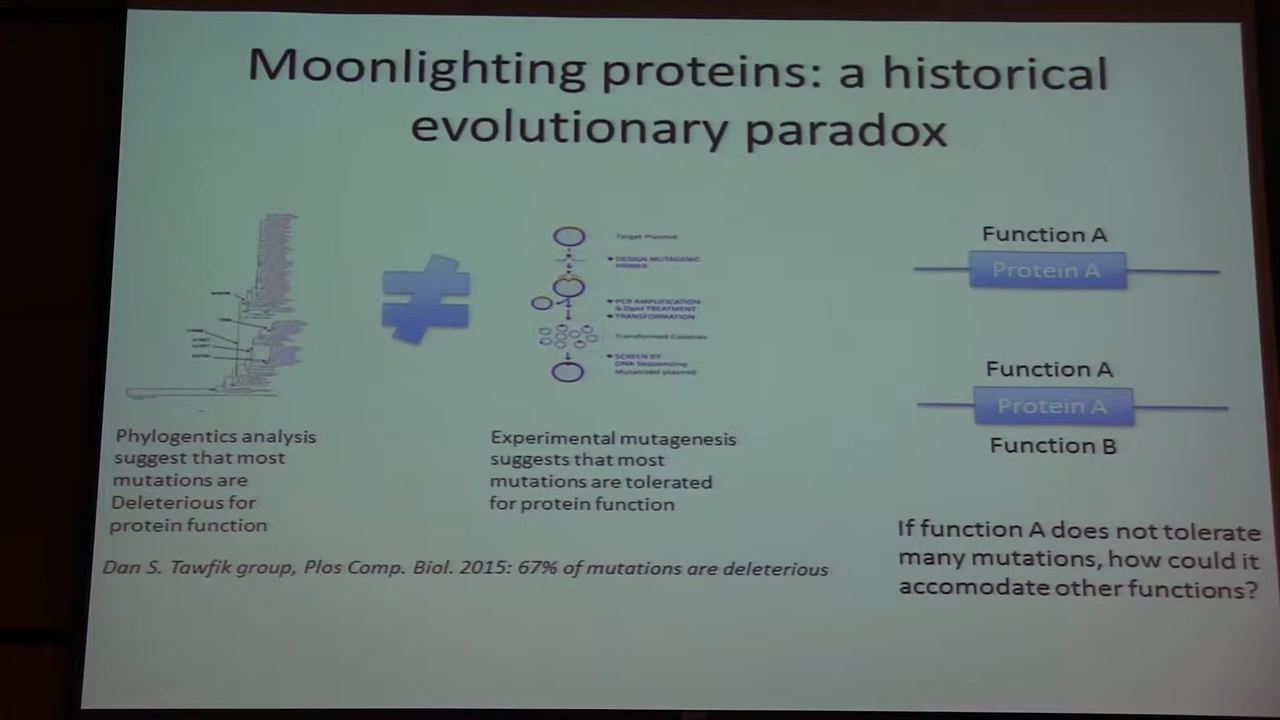 Moonlighting proteins: a historical
evolutionary paradox
Target Plasmid
DESIGN MUTAGENIC
PRIMER
PCR AMPLIFICATION
& DpnI TREATMENT
TRANSFORMATION
Transformed Colonies
SCREEN BY
DNA Sequencing
Mutarized plasmid
Phylogentics analysis
suggest that most
mutations are
Deleterious for
protein function
Experimental mutagenesis
suggests that most
mutations are tolerated
for protein function
Dan S. Tawfik group, Plos Comp. Biol. 2015: 67% of mutations are deleterious
Function A
Protein A
Function A
Protein A
Function B
If function A does not tolerate
many mutations, how could it
accomodate other functions?